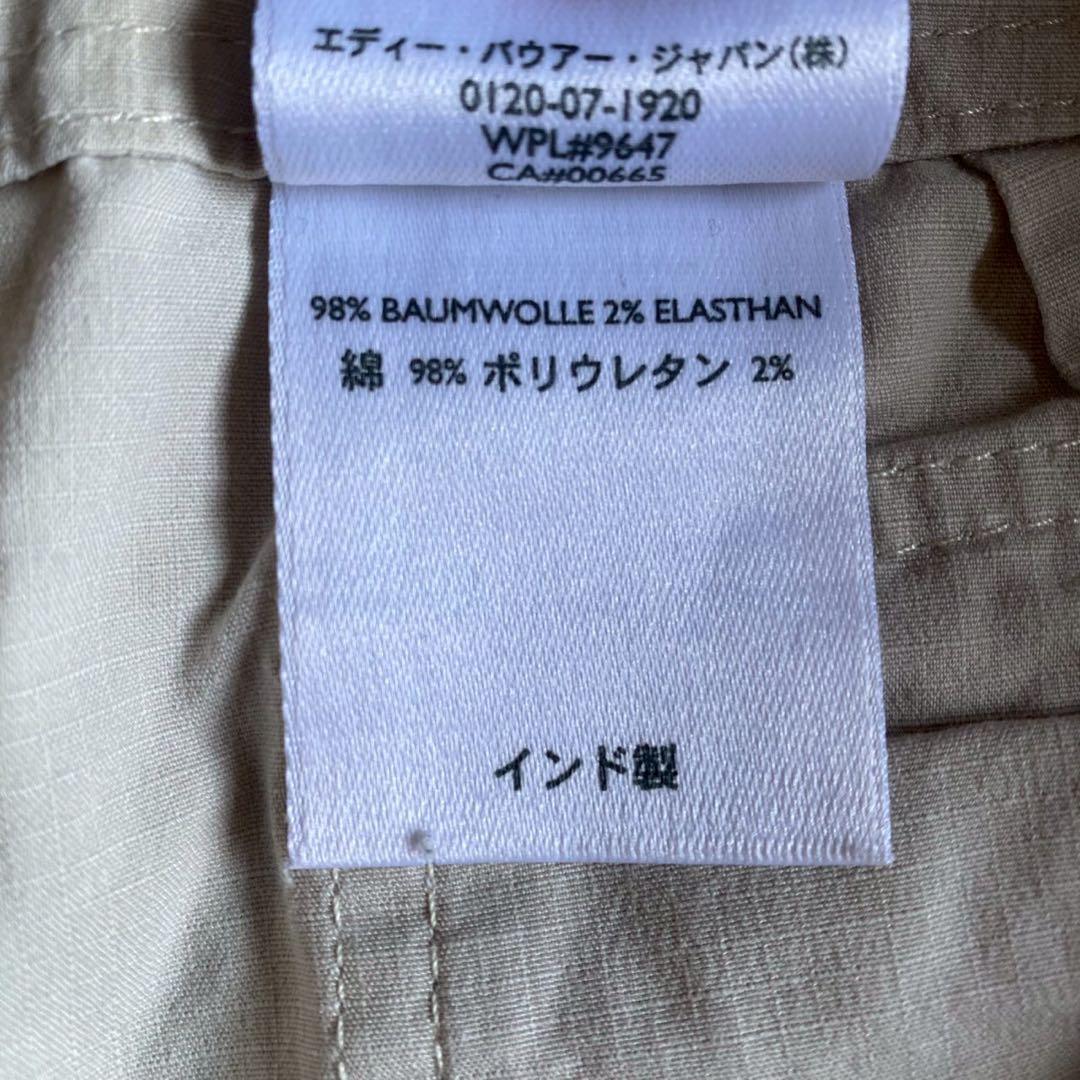 エディー・バウアー・ジャパン(株)
0120-07-1920
WPL#9647
CA#00665
98% BAUMWOLLE 2% ELASTHAN
綿 98% ポリウレタン 2%
インド製